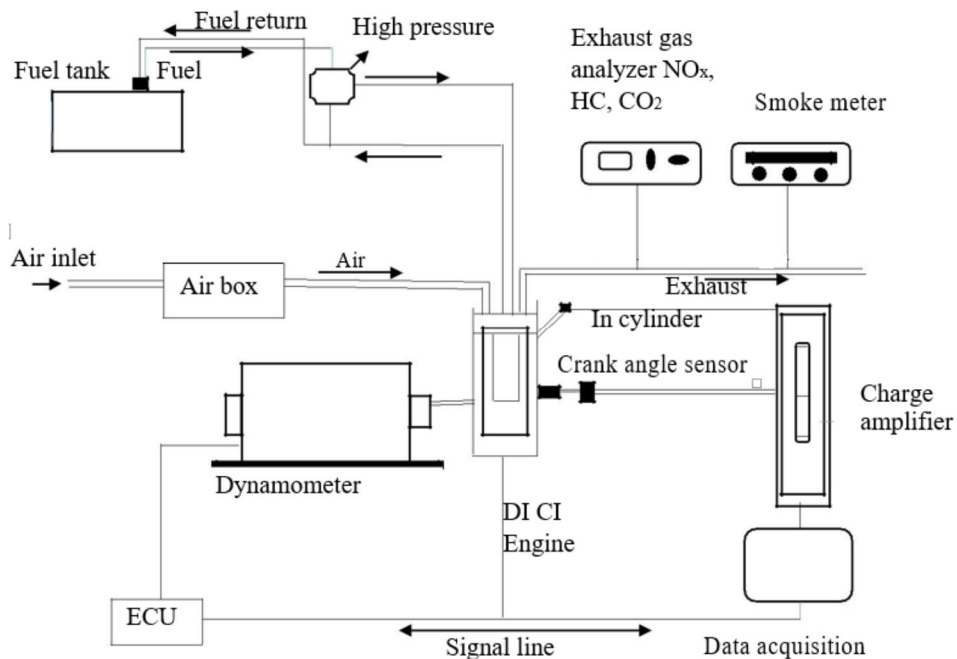 Fuel return
High pressure
Fuel tank
Fuel
Exhaust gas
analyzer NOx,
HC, CO2
Smoke meter
Air inlet
Air box
Air
Exhaust
In cylinder
Crank angle sensor
Charge
amplifier
Dynamometer
DI CI
Engine
ECU
Signal line
Data acquisition